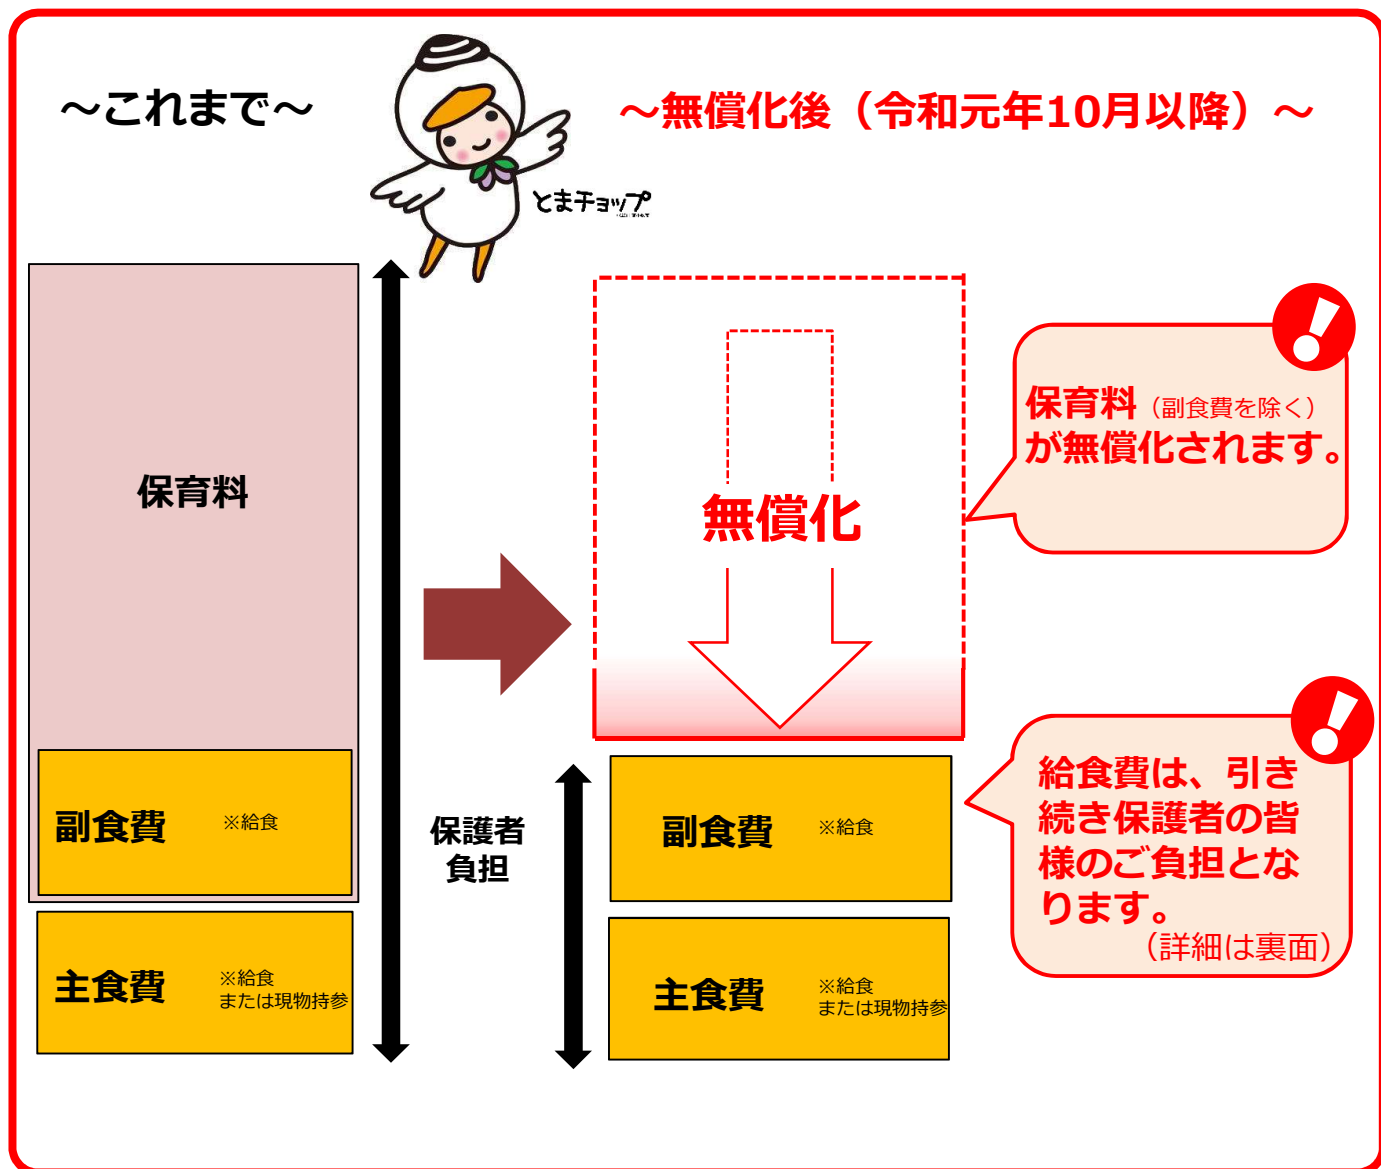 ～これまで～
とまチョップ
～無償化後（令和元年10月以降）～
保育料
副食費 ※給食
主食費 ※給食
または現物持参
保護者
負担
無償化
副食費 ※給食
主食費 ※給食
または現物持参
保育料（副食費を除く）
が無償化されます。
給食費は、引き
続き保護者の皆
様のご負担とな
ります。
（詳細は裏面）